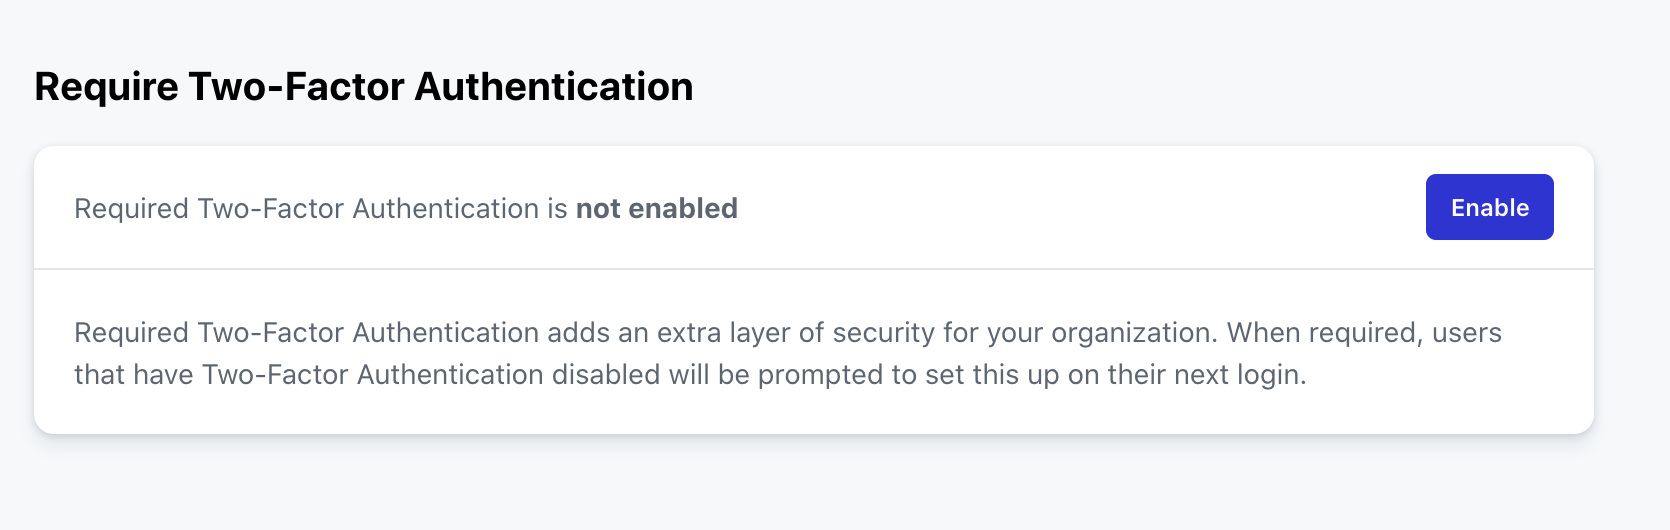 Require Two-Factor Authentication
Required Two-Factor Authentication is not enabled
Enable
Required Two-Factor Authentication adds an extra layer of security for your organization. When required, users
that have Two-Factor Authentication disabled will be prompted to set this up on their next login.